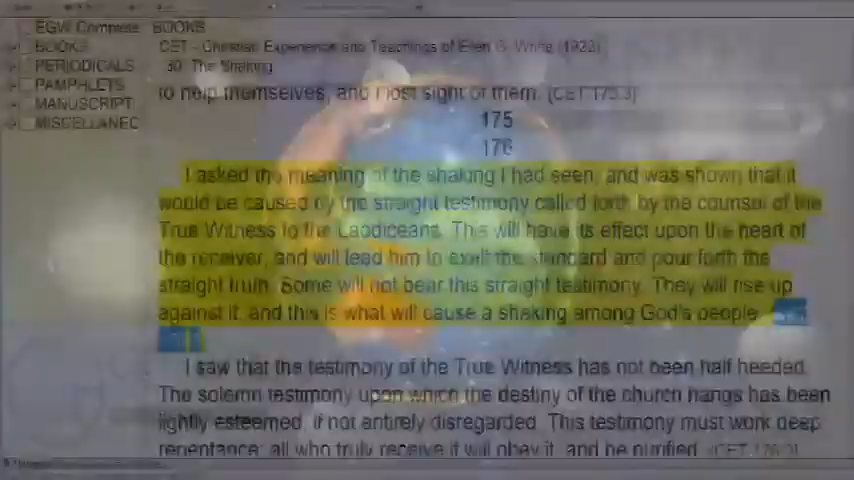 EGW Complete BOOKS
BOOKS CET - Christian Experience and Teachings of Ellen G. White (1922)
PERIODICALS 30 The Shaking
PAMPHLETS
to help themselves, and I lost sight of them. {CET 175.3}
MANUSCRIPT
175
MISCELLANEC
176
I asked the meaning of the shaking I had seen, and was shown that it
would be caused by the straight testimony called forth by the counsel of the
True Witness to the Laodiceans. This will have its effect upon the heart of
the receiver, and will lead him to exalt the standard and pour forth the
straight truth. Some will not bear this straight testimony. They will rise up
against it, and this is what will cause a shaking among God's people.
I saw that the testimony of the True Witness has not been half heeded.
The solemn testimony upon which the destiny of the church hangs has been
lightly esteemed, if not entirely disregarded. This testimony must work deep
repentance; all who truly receive it will obey it, and be purified.